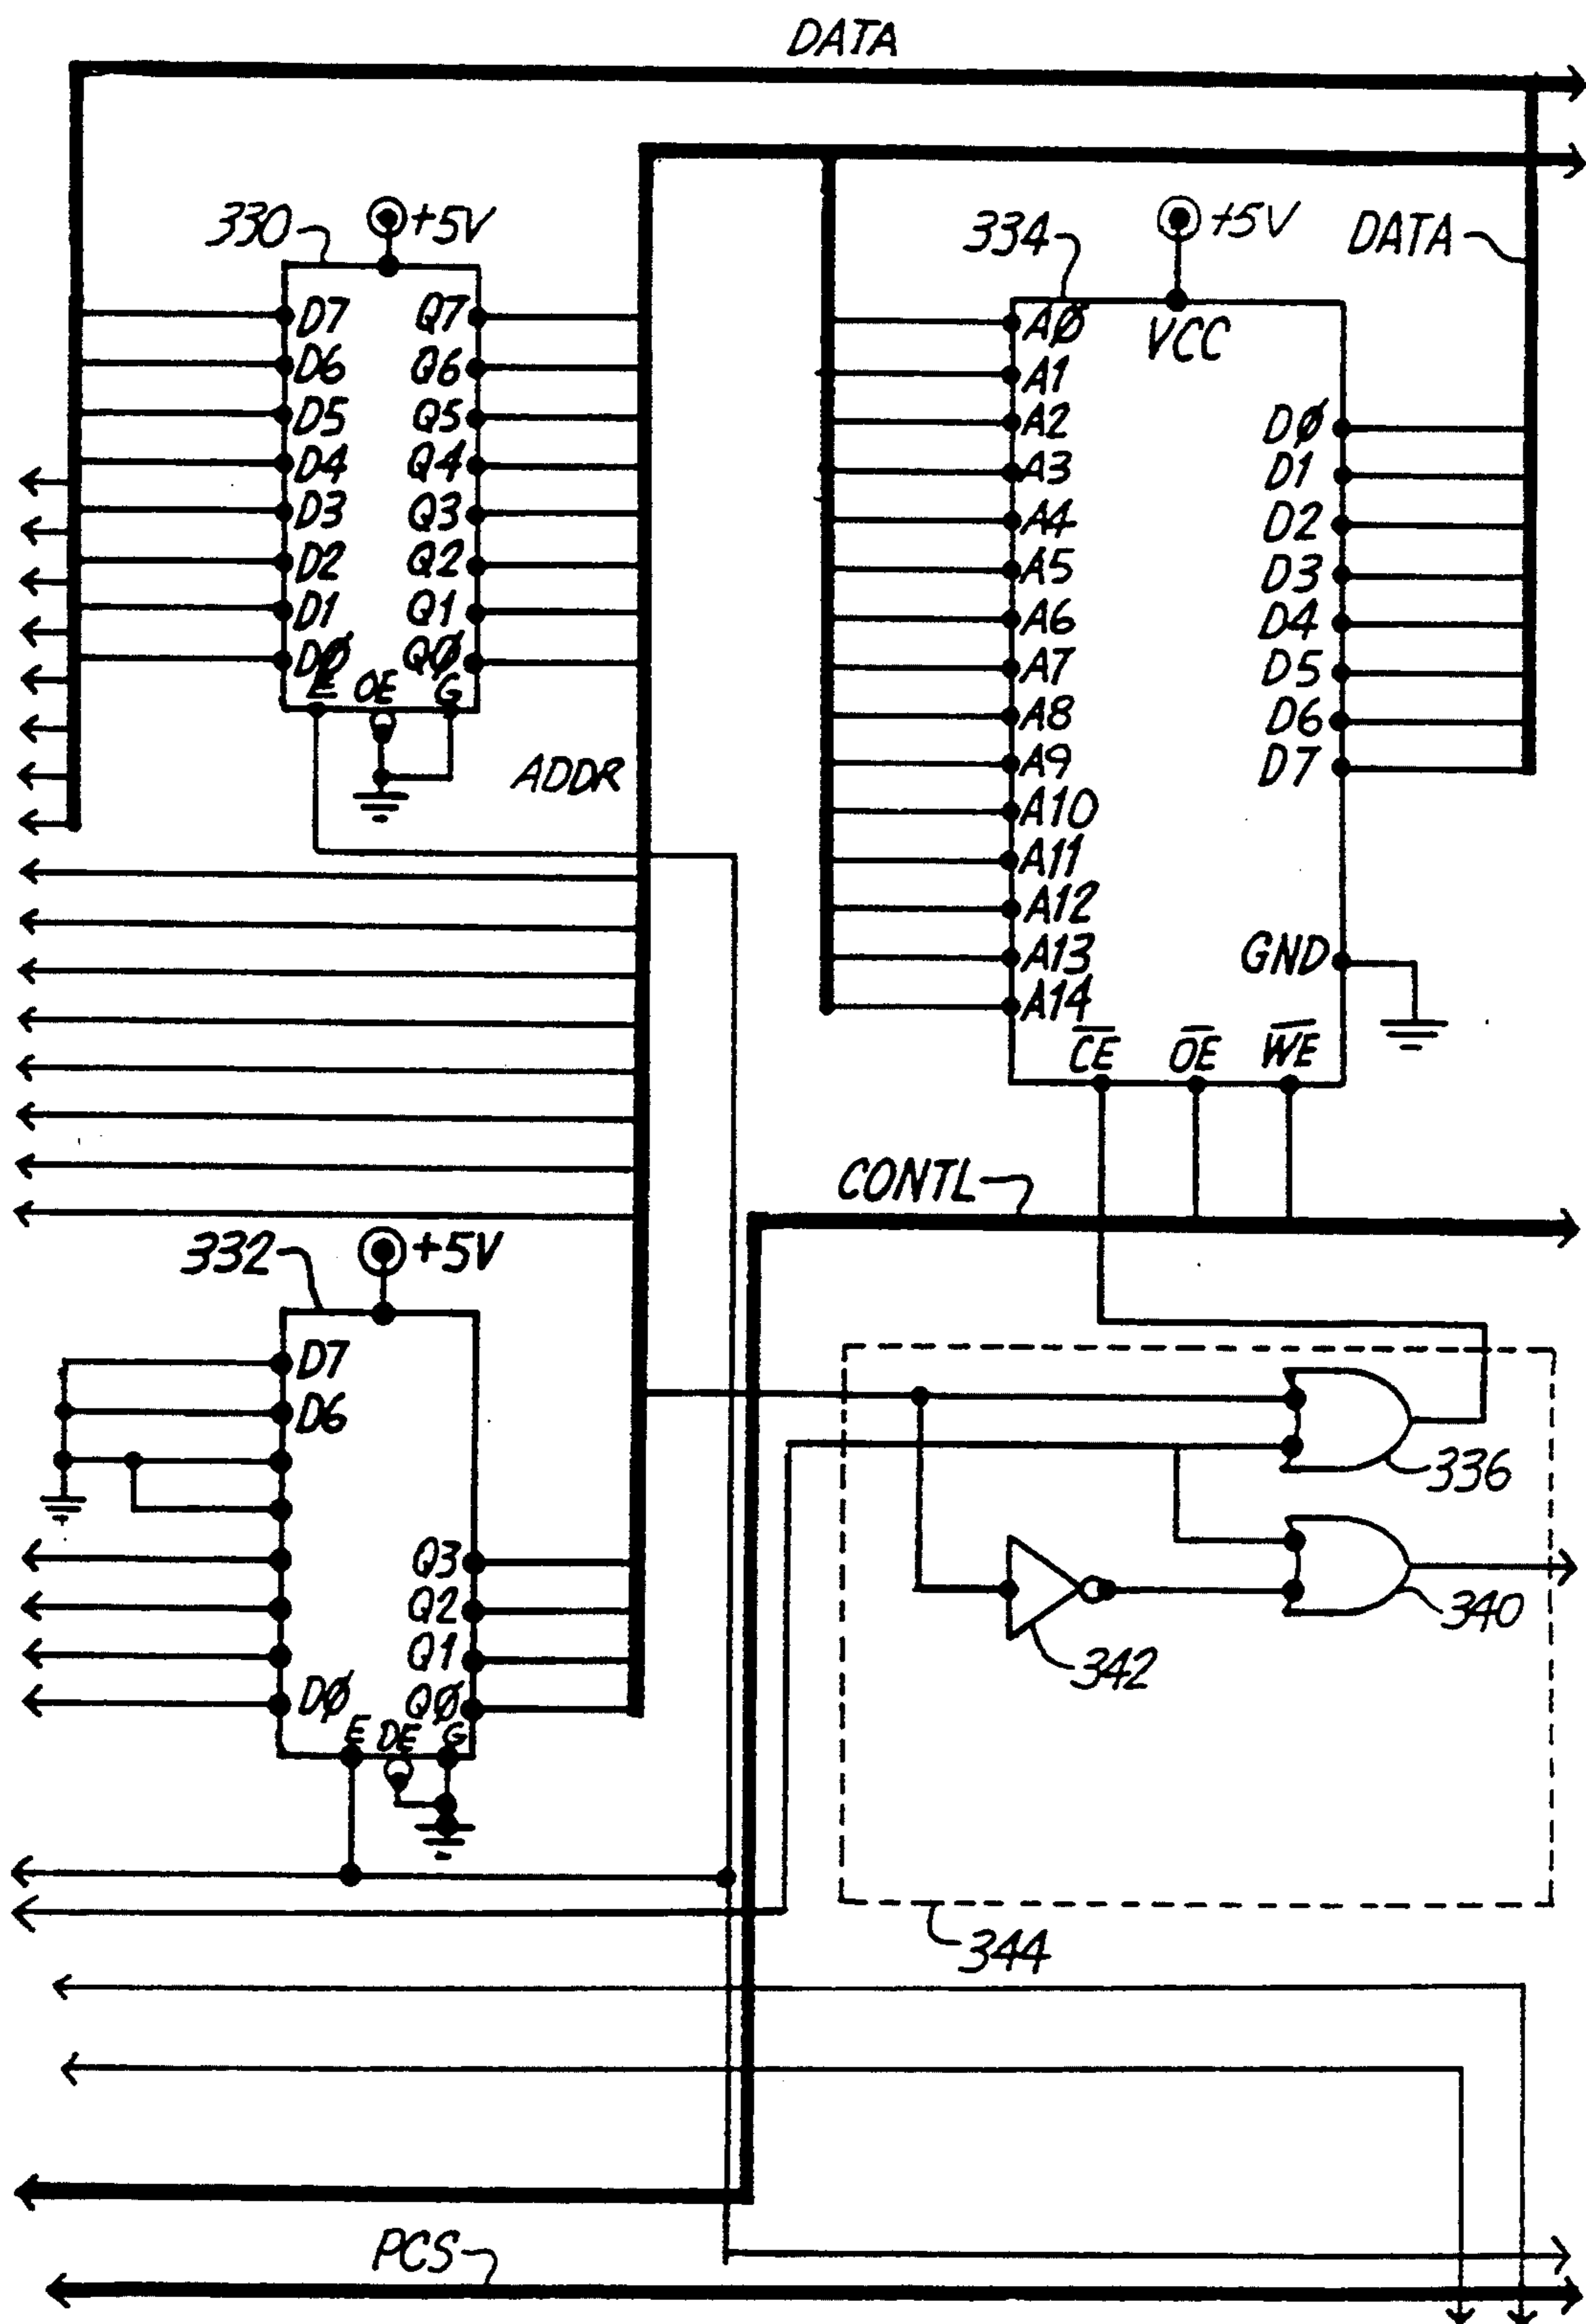 DATA
330
+5V
D7
D6
D5
D4
D3
D2
D1
DØ
Q7
Q6
Q5
Q4
Q3
Q2
Q1
QØ
E
OE
G
ADDR
334
+5V
DATA
VCC
AØ
A1
A2
A3
A4
A5
A6
A7
A8
A9
A10
A11
A12
A13
A14
DØ
D1
D2
D3
D4
D5
D6
D7
GND
C̅E̅
O̅E̅
W̅E̅
CONTL
332
+5V
D7
D6
DØ
Q3
Q2
Q1
QØ
E
DE
G
336
340
342
344
PCS